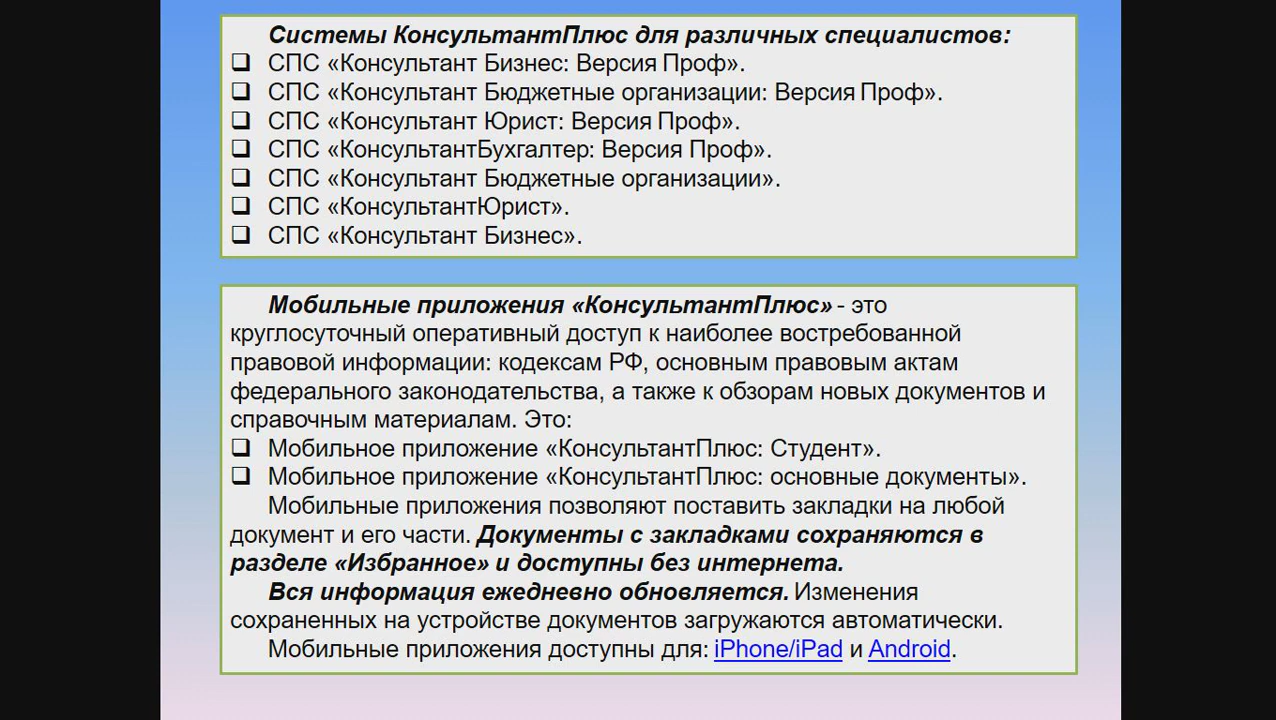 Системы КонсультантПлюс для различных специалистов:
❑ СПС «Консультант Бизнес: Версия Проф».
❑ СПС «Консультант Бюджетные организации: Версия Проф».
❑ СПС «Консультант Юрист: Версия Проф».
❑ СПС «КонсультантБухгалтер: Версия Проф».
❑ СПС «Консультант Бюджетные организации».
❑ СПС «КонсультантЮрист».
❑ СПС «Консультант Бизнес».
Мобильные приложения «КонсультантПлюс» - это
круглосуточный оперативный доступ к наиболее востребованной
правовой информации: кодексам РФ, основным правовым актам
федерального законодательства, а также к обзорам новых документов и
справочным материалам. Это:
❑ Мобильное приложение «КонсультантПлюс: Студент».
❑ Мобильное приложение «КонсультантПлюс: основные документы».
Мобильные приложения позволяют поставить закладки на любой
документ и его части. Документы с закладками сохраняются в
разделе «Избранное» и доступны без интернета.
Вся информация ежедневно обновляется. Изменения
сохраненных на устройстве документов загружаются автоматически.
Мобильные приложения доступны для: iPhone/iPad и Android.